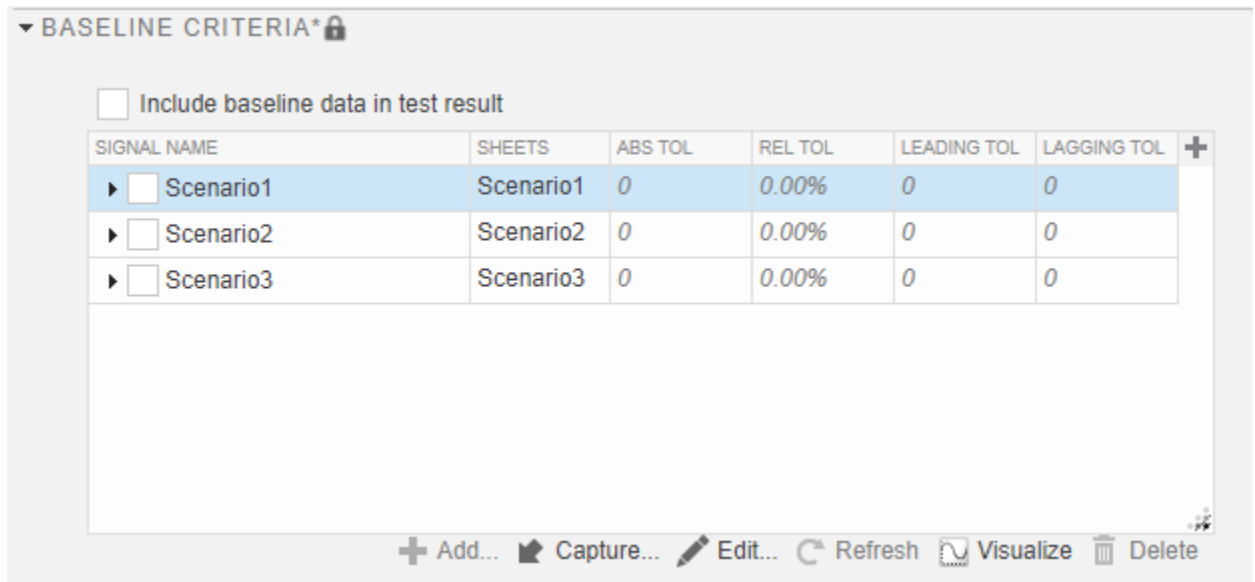 BASELINE CRITERIA*
Include baseline data in test result
SIGNAL NAME SHEETS ABS TOL REL TOL LEADING TOL LAGGING TOL
Scenario1 Scenario1 0 0.00% 0 0
Scenario2 Scenario2 0 0.00% 0 0
Scenario3 Scenario3 0 0.00% 0 0
Add... Capture... Edit... Refresh Visualize Delete